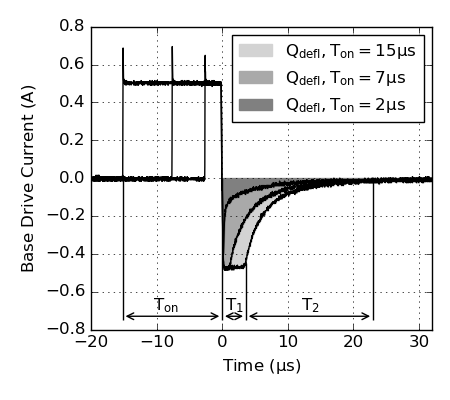 0.8
0.6
0.4
0.2
0.0
−0.2
−0.4
−0.6
−0.8
Base Drive Current (A)
Q_defl, T_on = 15μs
Q_defl, T_on = 7μs
Q_defl, T_on = 2μs
T_on
T_1
T_2
−20
−10
0
10
20
30
Time (μs)